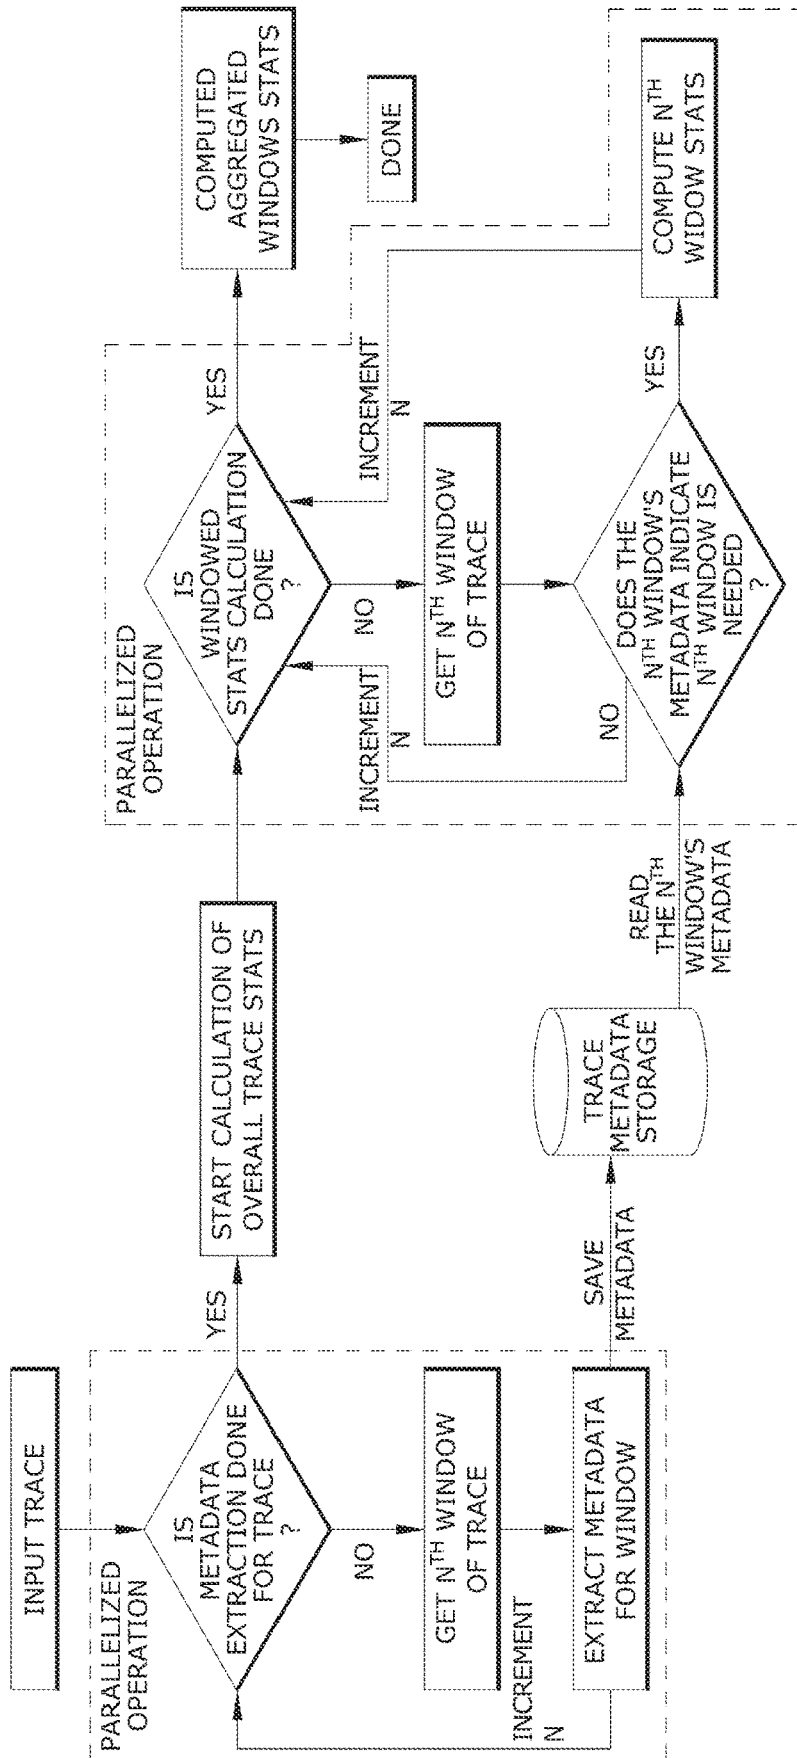 INPUT TRACE
PARALLELIZED
OPERATION
IS
METADATA
EXTRACTION DONE
FOR TRACE
?
YES
NO
GET NTH WINDOW
OF TRACE
INCREMENT
N
EXTRACT METADATA
FOR WINDOW
SAVE
METADATA
START CALCULATION OF
OVERALL TRACE STATS
TRACE
METADATA
STORAGE
READ
THE NTH
WINDOW'S
METADATA
PARALLELIZED
OPERATION
IS
WINDOWED
STATS CALCULATION
DONE
?
YES
NO
INCREMENT
N
INCREMENT
N
GET NTH WINDOW
OF TRACE
NO
DOES THE
NTH WINDOW'S
METADATA INDICATE
NTH WINDOW IS
NEEDED
?
YES
COMPUTE NTH
WIDOW STATS
COMPUTED
AGGREGATED
WINDOWS STATS
DONE